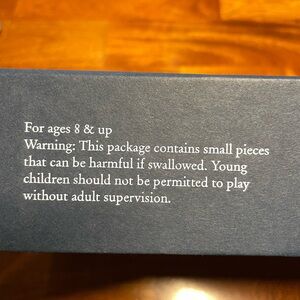 For ages 8 & up
Warning: This package contains small pieces
that can be harmful if swallowed. Young
children should not be permitted to play
without adult supervision.